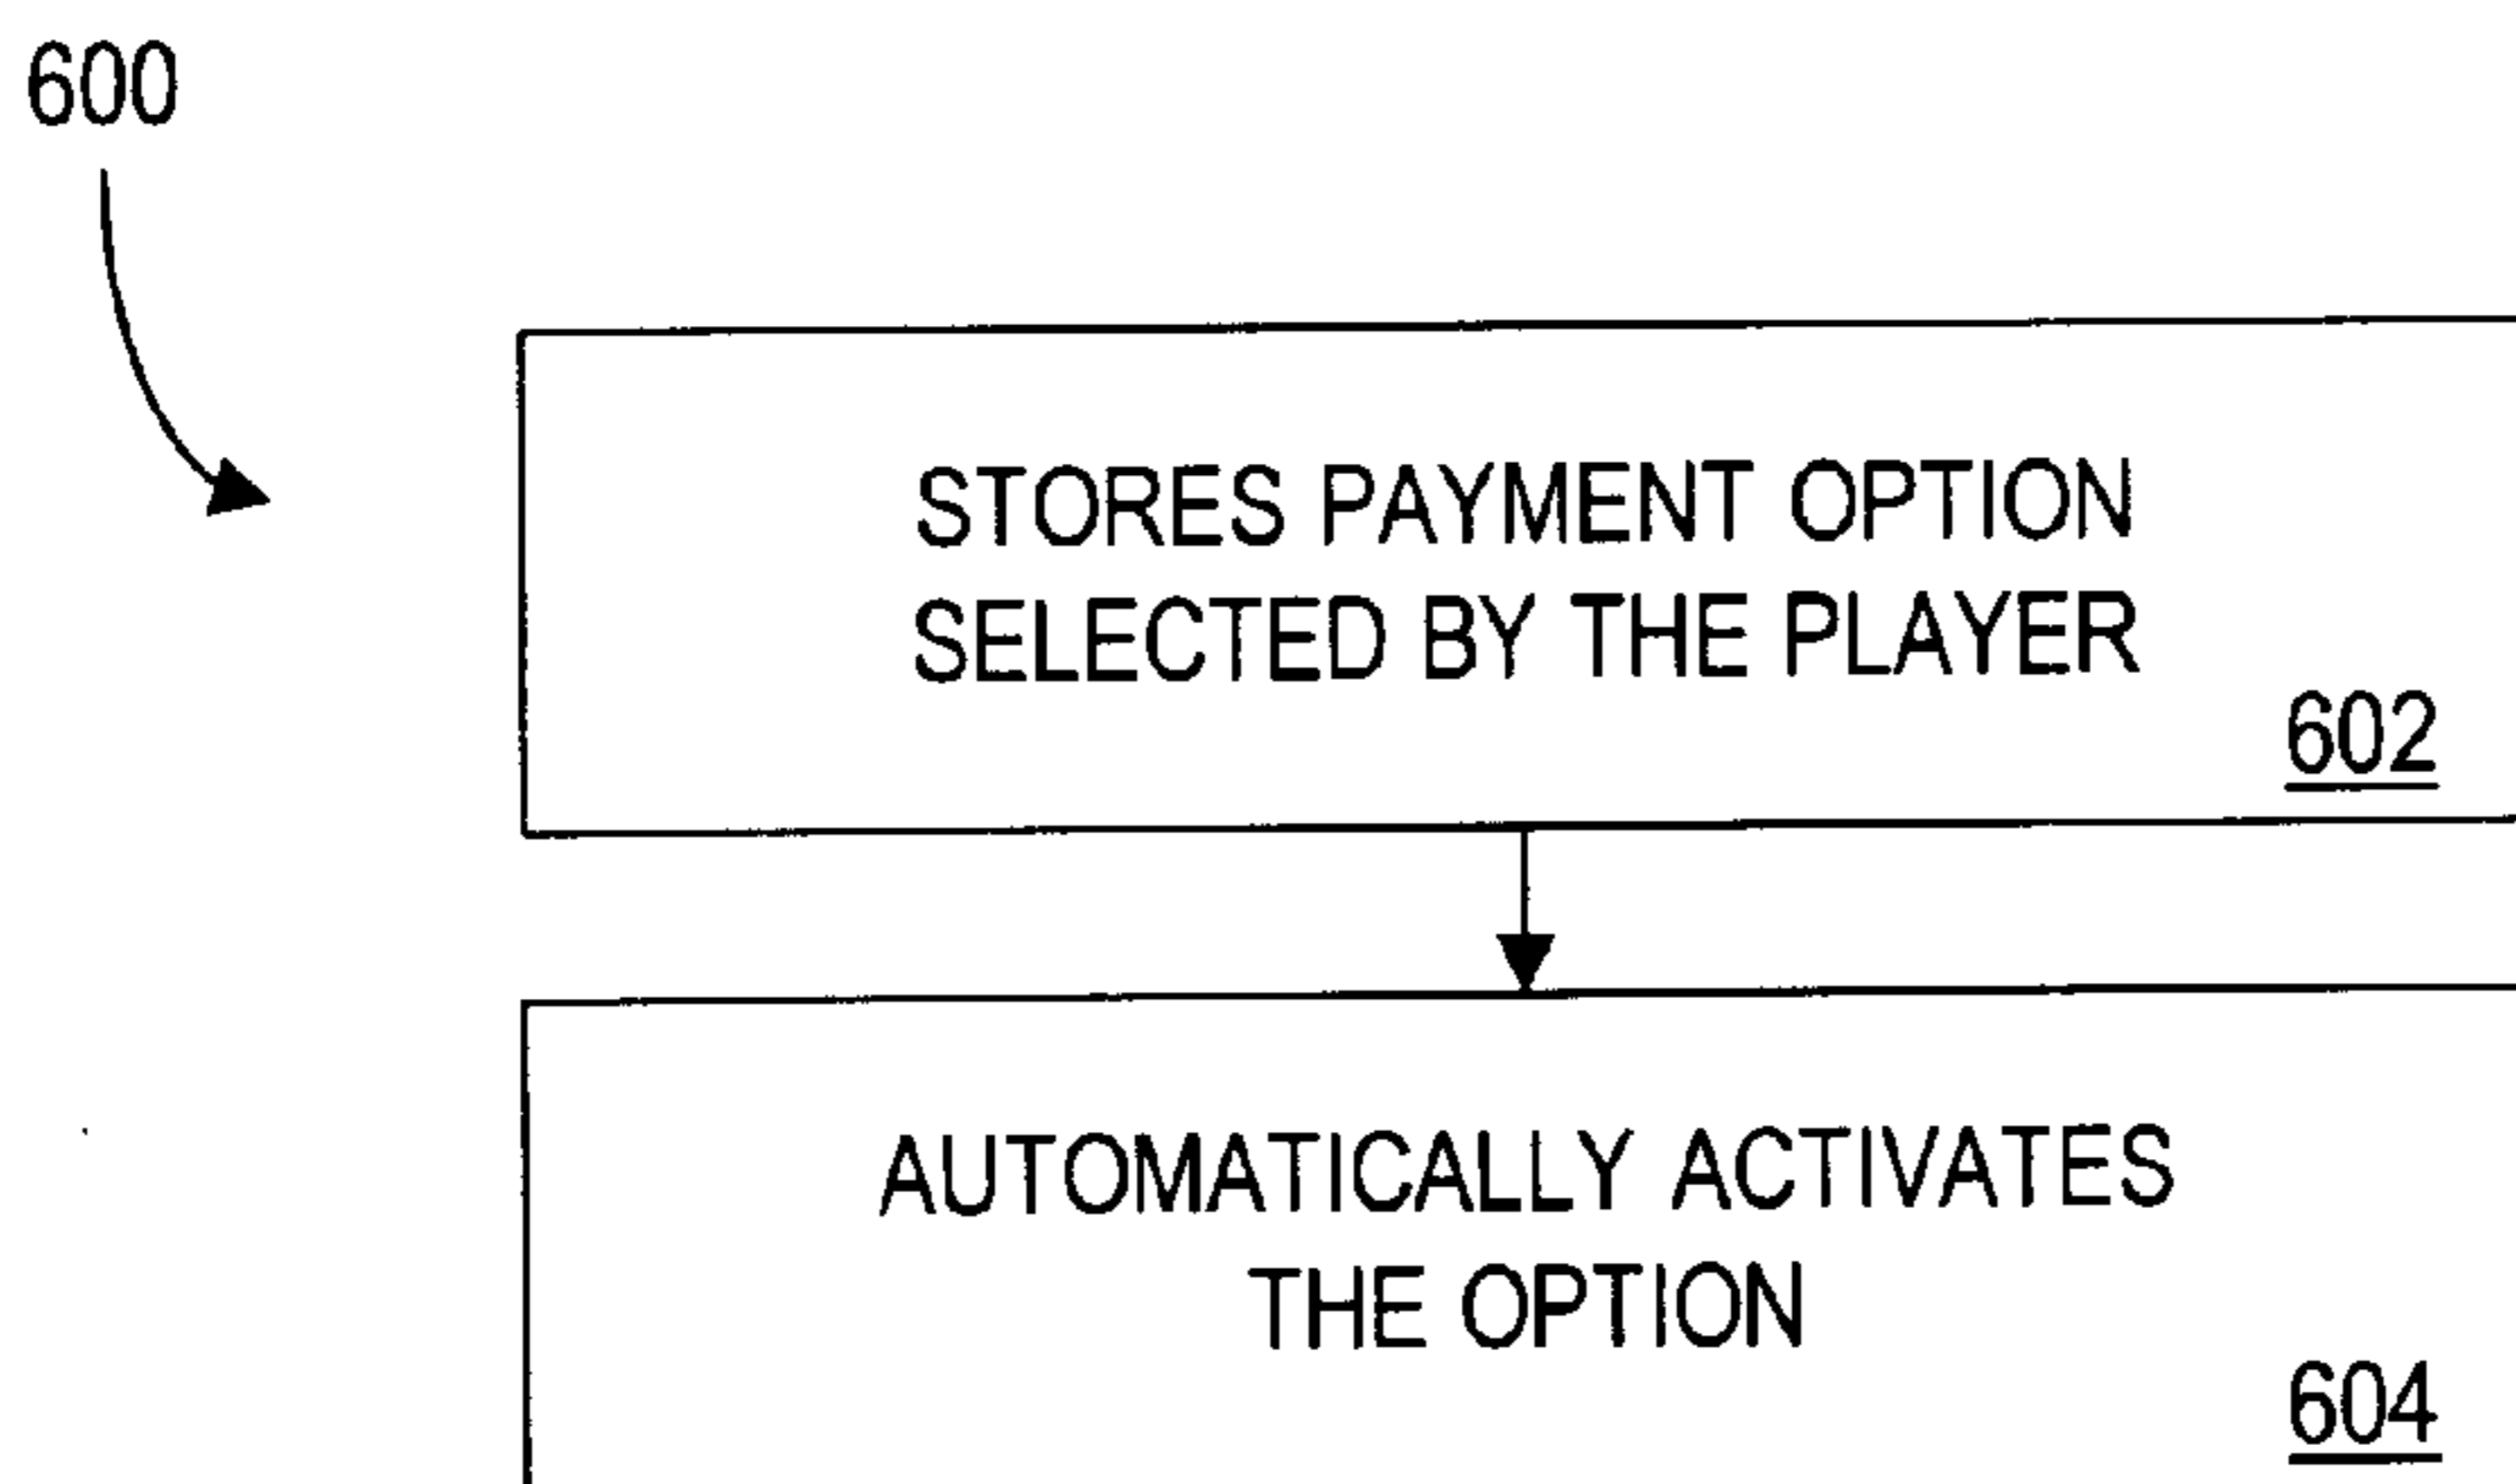 600
STORES PAYMENT OPTION
SELECTED BY THE PLAYER
602
AUTOMATICALLY ACTIVATES
THE OPTION
604